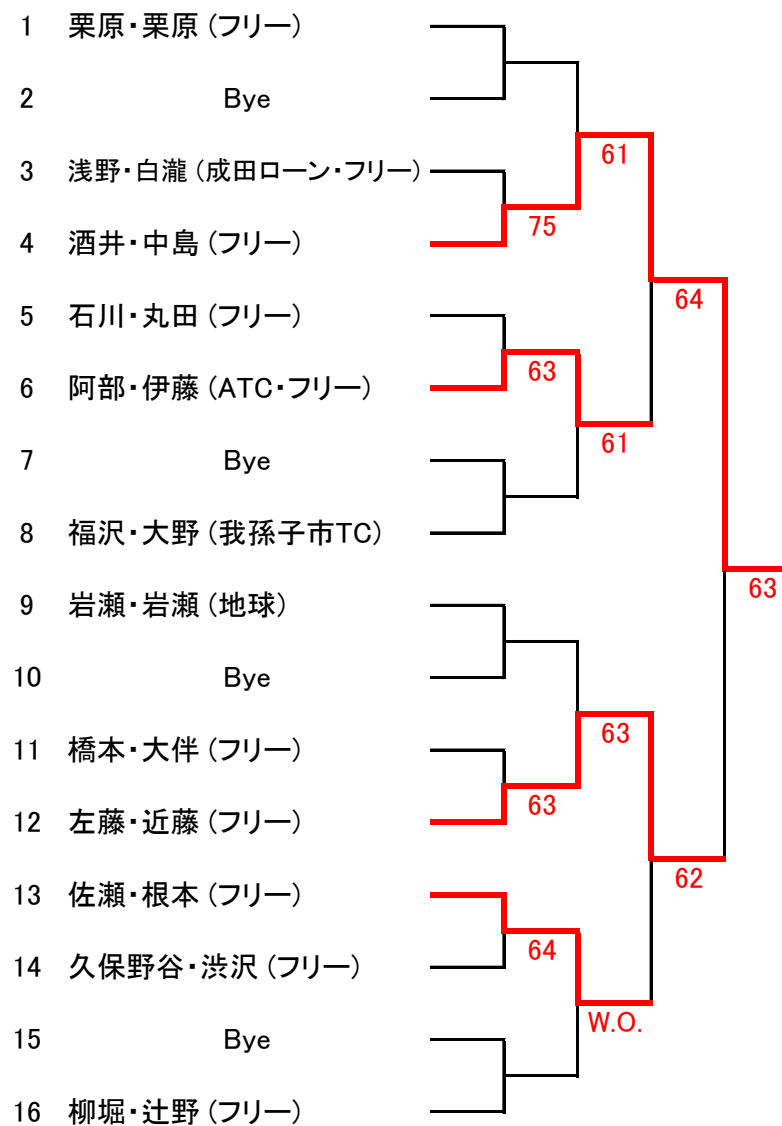 1 栗原・栗原(フリー)
2 Bye
61
3 浅野・白瀧(成田ローン・フリー)
75
4 酒井・中島(フリー)
64
5 石川・丸田(フリー)
63
6 阿部・伊藤(ATC・フリー)
61
7 Bye
8 福沢・大野(我孫子市TC)
63
9 岩瀬・岩瀬(地球)
10 Bye
63
11 橋本・大伴(フリー)
63
12 左藤・近藤(フリー)
62
13 佐瀬・根本(フリー)
64
14 久保野谷・渋沢(フリー)
W.O.
15 Bye
16 柳堀・辻野(フリー)